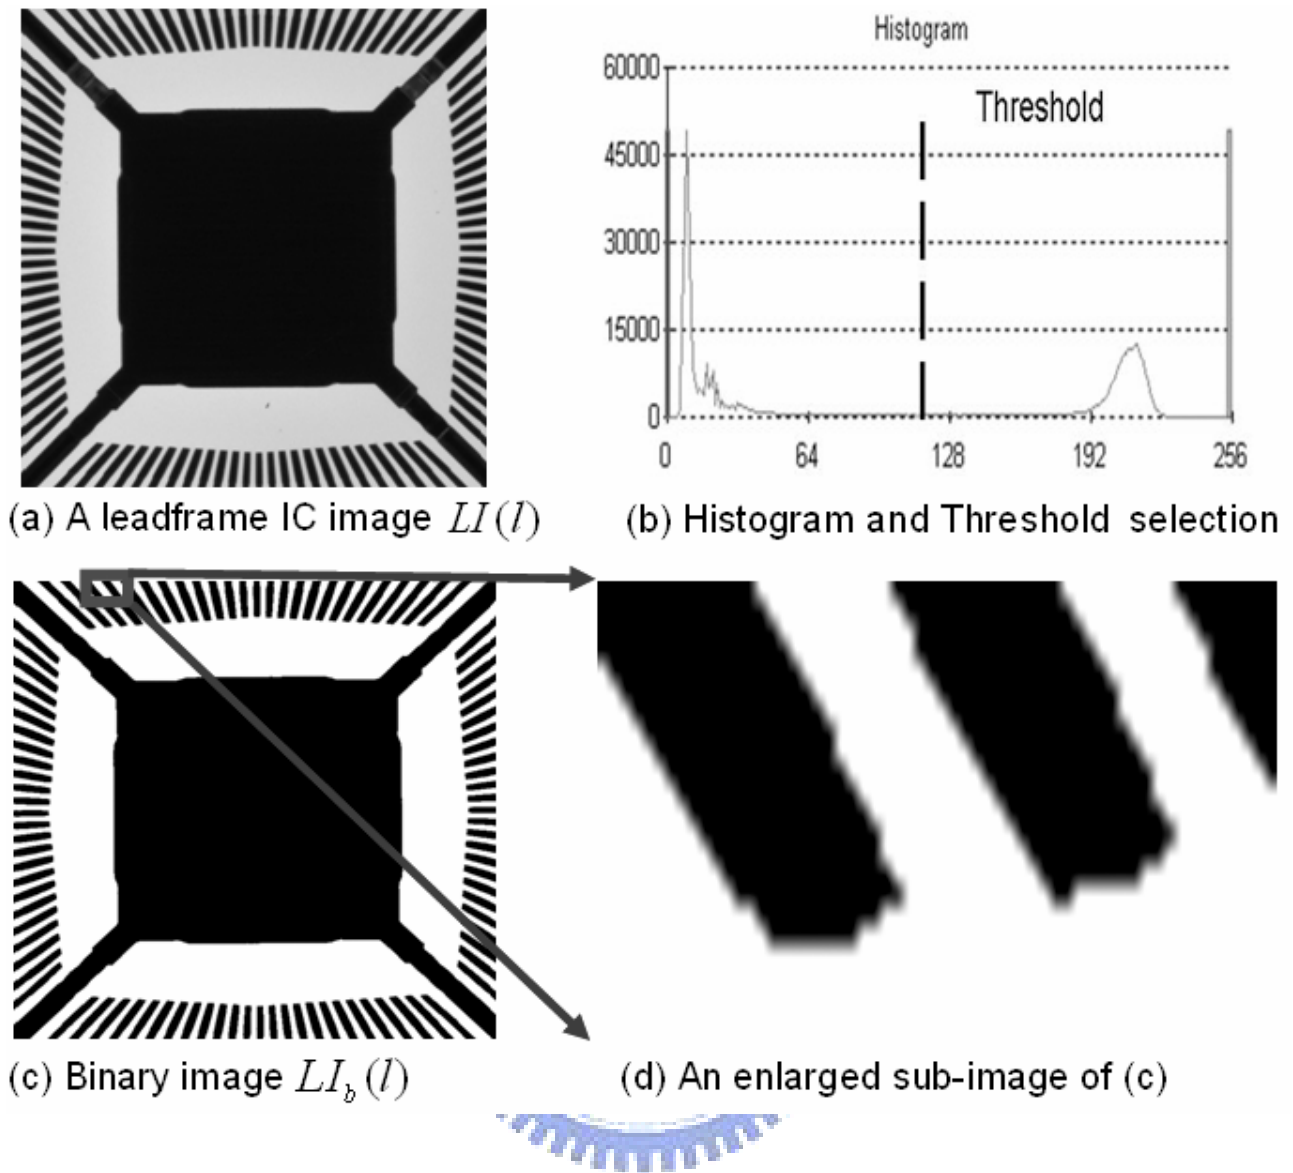 Histogram
60000
Threshold
45000
30000
15000
0
0 64 128 192 256
(a) A leadframe IC image LI(l)
(b) Histogram and Threshold selection
(c) Binary image LI_b(l)
(d) An enlarged sub-image of (c)